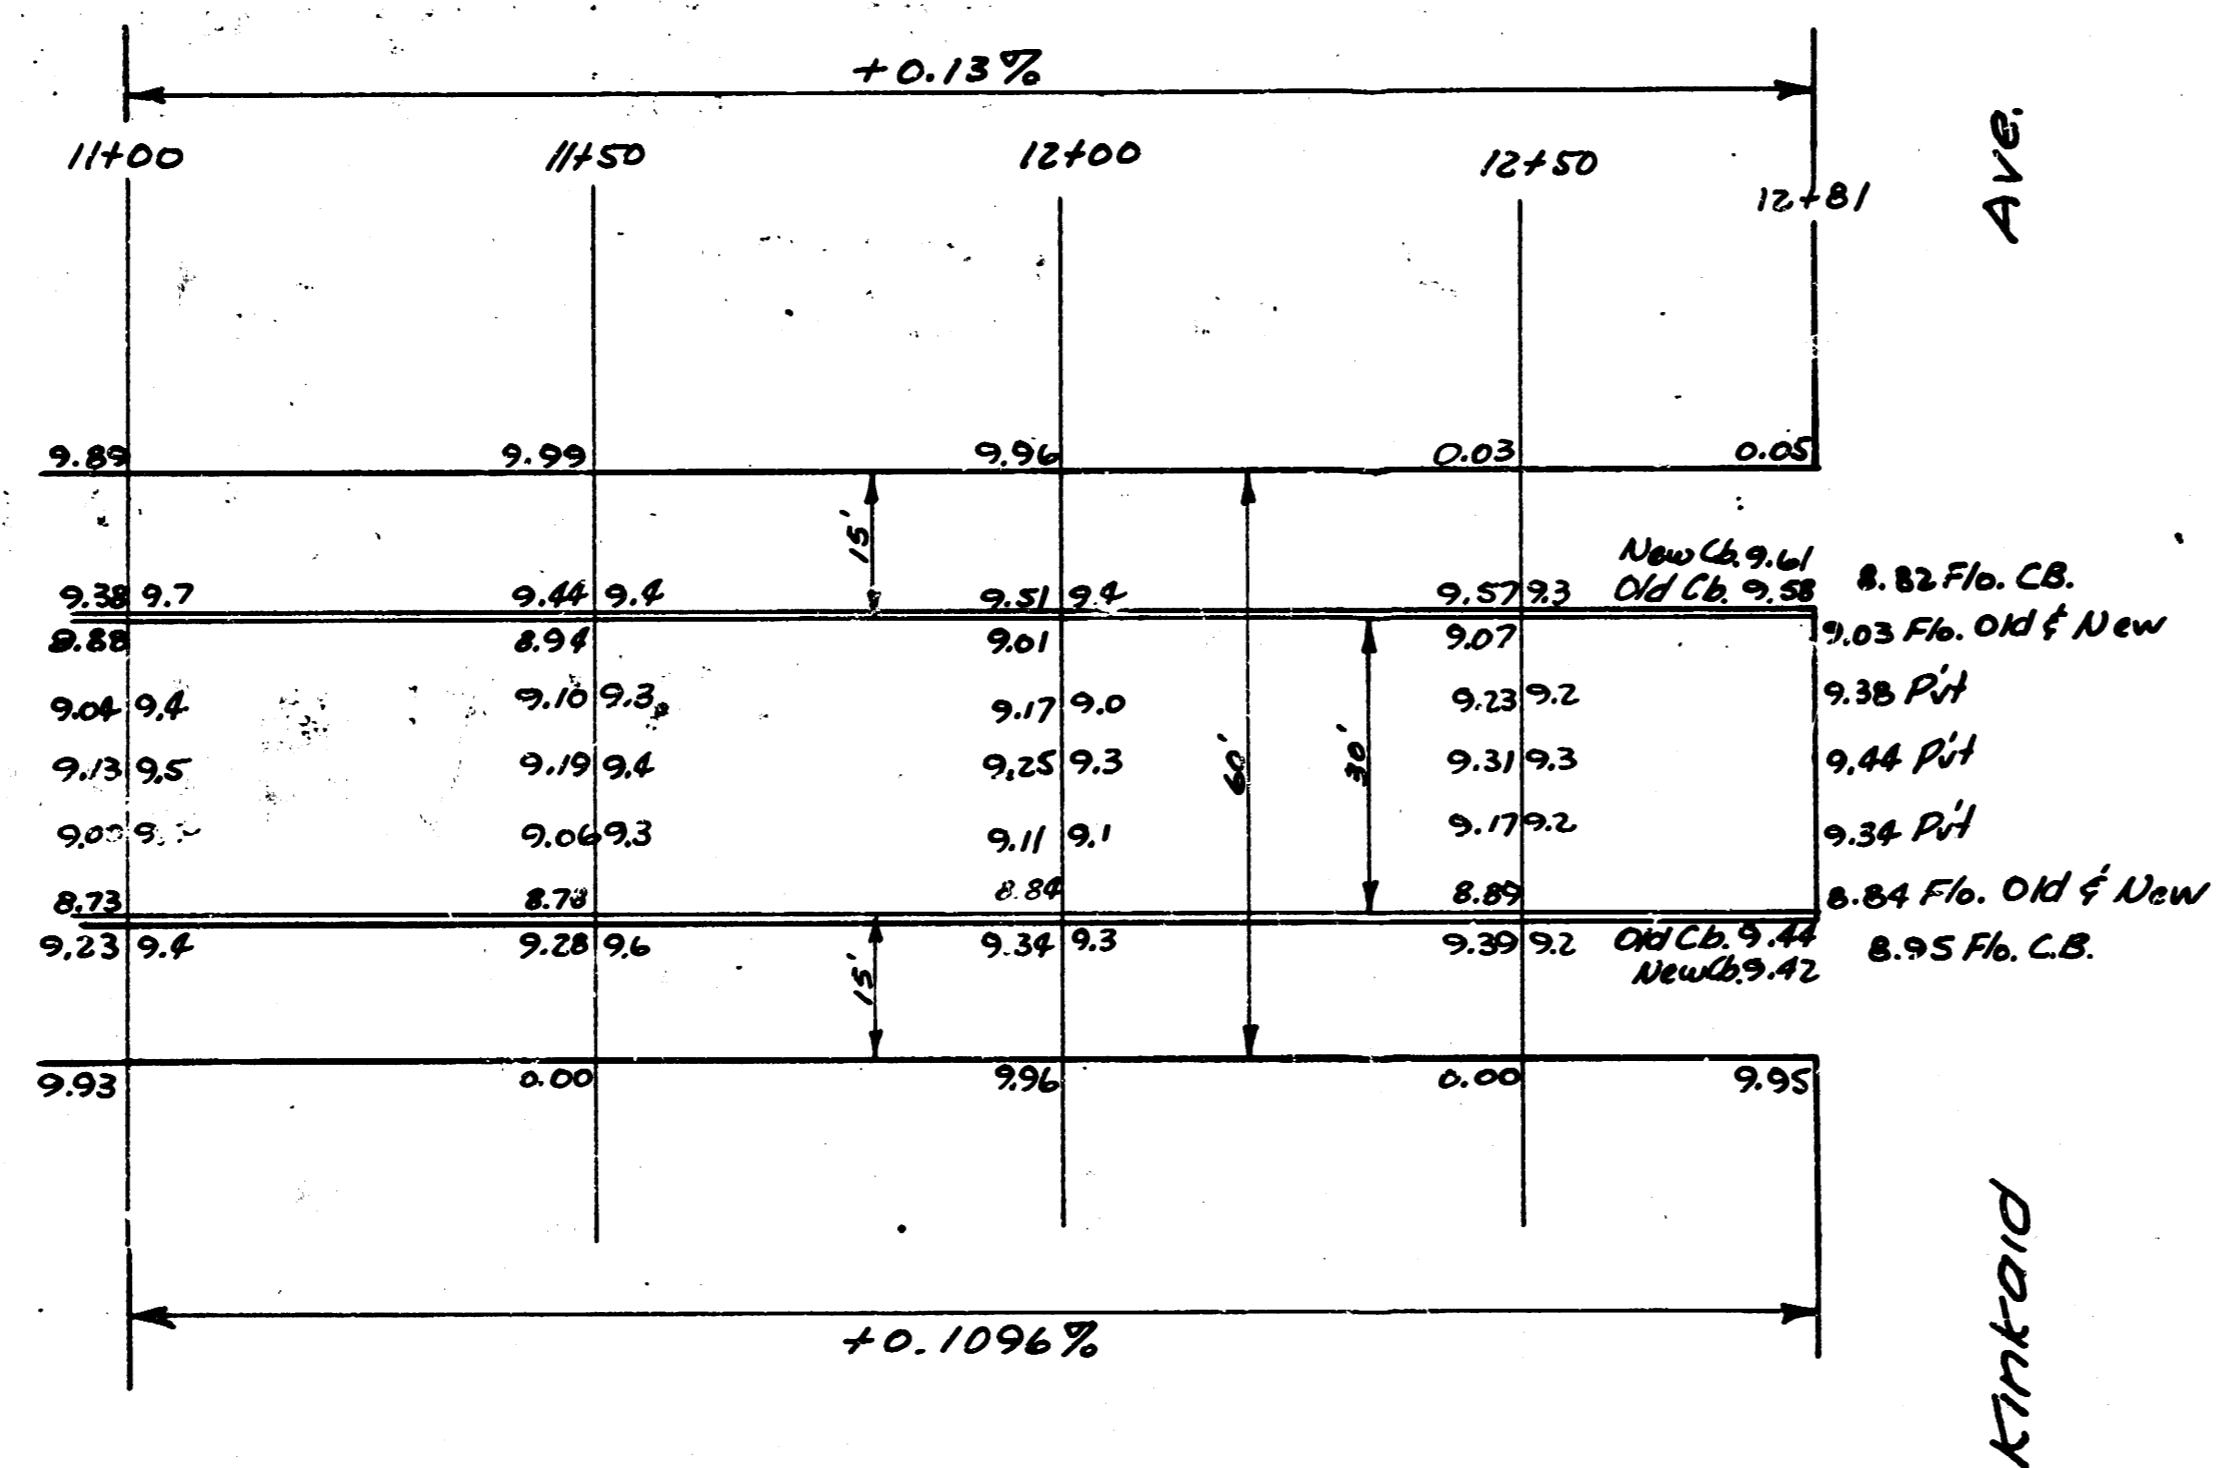 +0.13%
11+00 11+50 12+00 12+50
12+81
Ave.
9.89 9.99 9.96 0.03 0.05
15'
New Cb. 9.61
9.38 9.7 9.44 9.4 9.51 9.4 9.57 9.3 Old Cb. 9.58 8.82 Flo. CB.
8.88 8.94 9.01 9.07 9.03 Flo. Old & New
9.04 9.4 9.10 9.3 9.17 9.0 9.23 9.2 9.38 Pv't
60' 30'
9.13 9.5 9.19 9.4 9.25 9.3 9.31 9.3 9.44 Pv't
9.06 9.3 9.11 9.1 9.17 9.2 9.34 Pv't
8.73 8.78 8.84 8.89 8.84 Flo. Old & New
9.23 9.4 9.28 9.6 9.34 9.3 9.39 9.2 Old Cb. 9.44 8.95 Flo. C.B.
New Cb. 9.42
15'
9.93 0.00 9.96 0.00 9.95
+0.1096%
Kinkaid